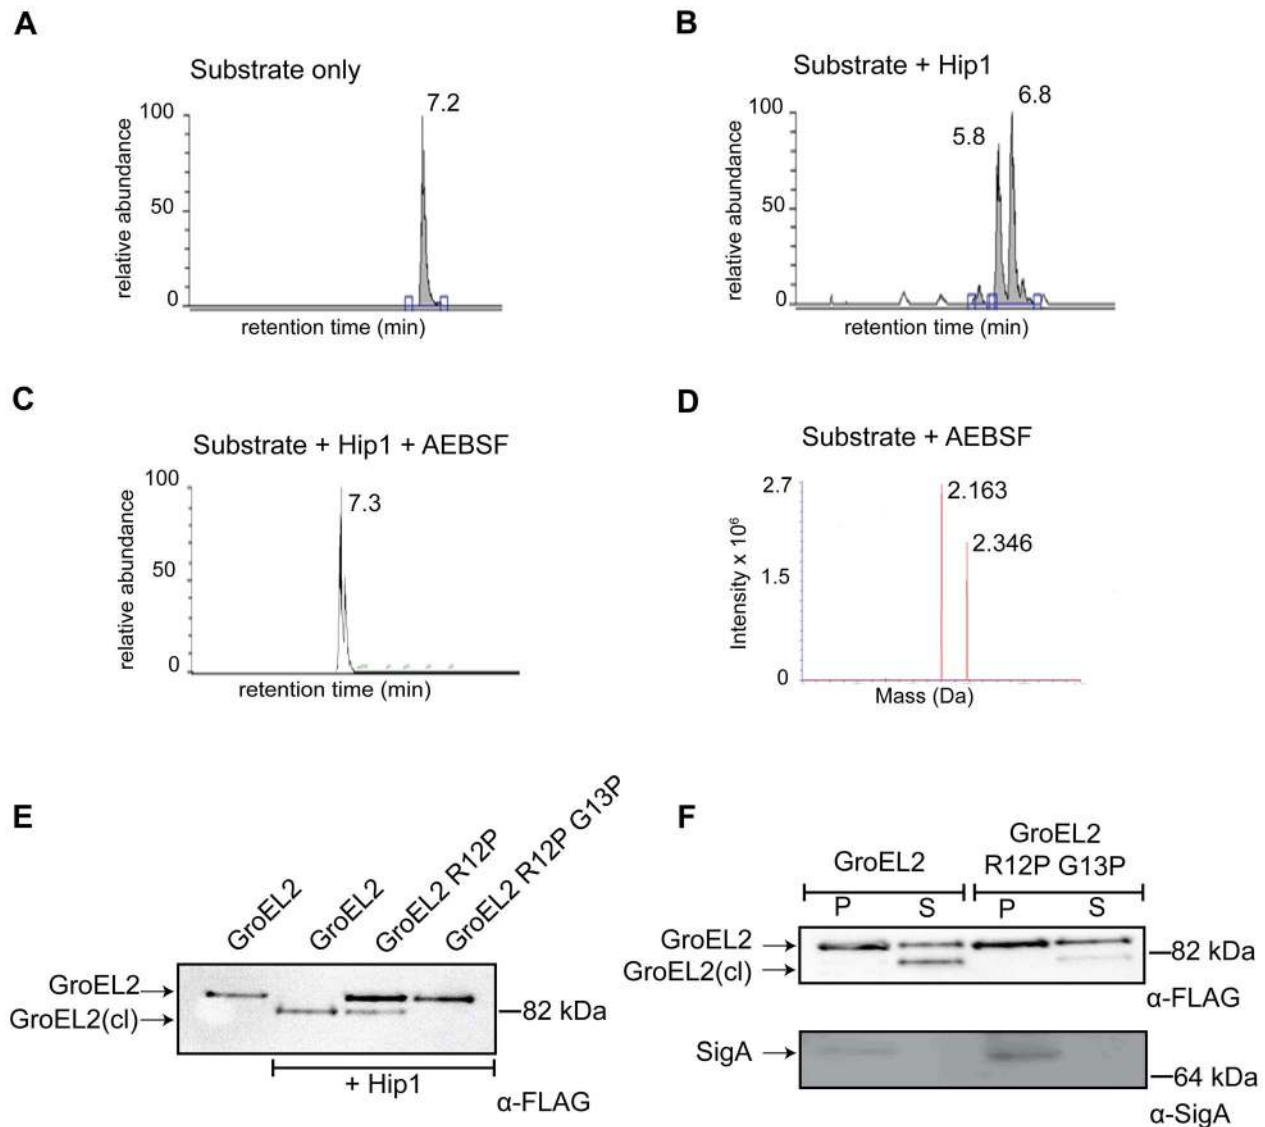 A
Substrate only
7.2
100
50
0
relative abundance
retention time (min)
B
Substrate + Hip1
6.8
5.8
100
50
0
relative abundance
retention time (min)
C
Substrate + Hip1 + AEBSF
7.3
100
50
0
relative abundance
retention time (min)
D
Substrate + AEBSF
2.7
2.163
2.346
1.5
0
Intensity x 10⁶
Mass (Da)
E
GroEL2
GroEL2
GroEL2 R12P
GroEL2 R12P G13P
GroEL2
GroEL2(cl)
82 kDa
+ Hip1
α-FLAG
F
GroEL2
GroEL2
R12P G13P
P S P S
GroEL2
GroEL2(cl)
82 kDa
α-FLAG
SigA
64 kDa
α-SigA